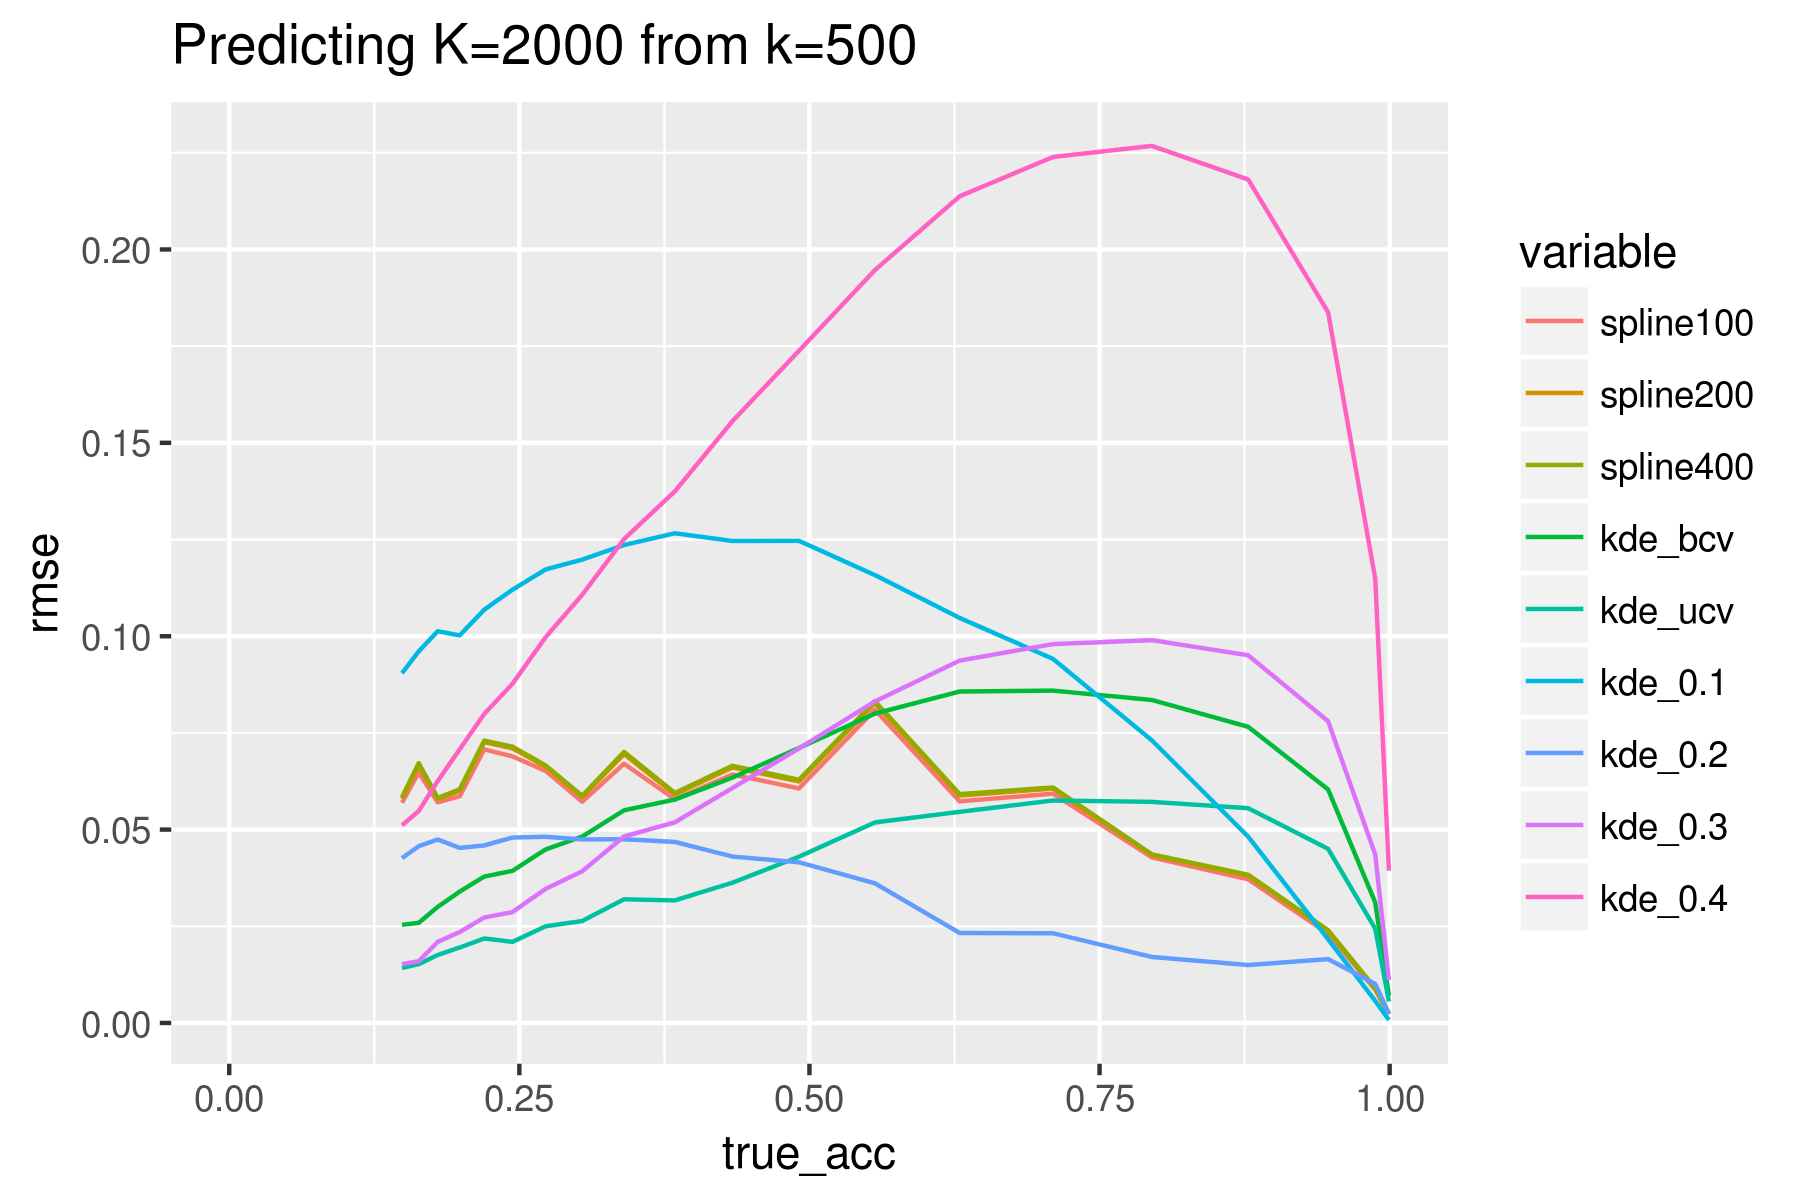 Predicting K=2000 from k=500
rmse
0.20
0.15
0.10
0.05
0.00
0.00 0.25 0.50 0.75 1.00
true_acc
variable
spline100
spline200
spline400
kde_bcv
kde_ucv
kde_0.1
kde_0.2
kde_0.3
kde_0.4